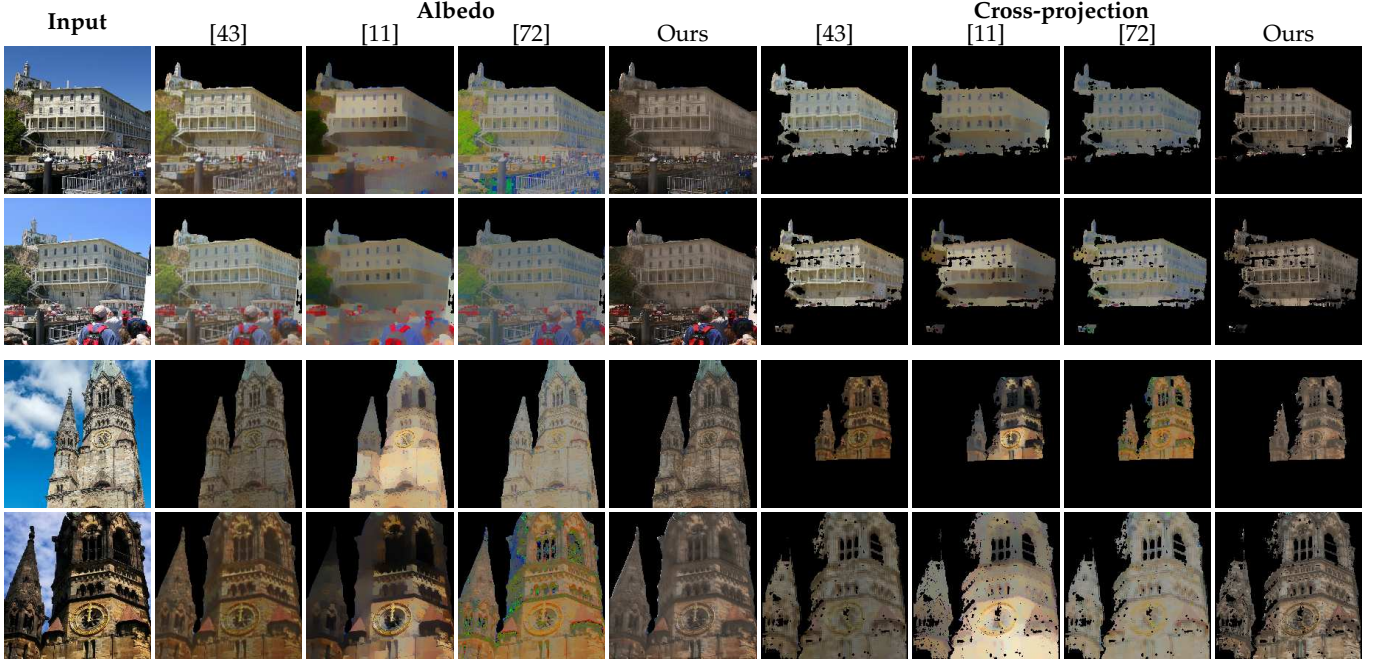 Input
Albedo
Cross-projection
[43] [11] [72] Ours [43] [11] [72] Ours